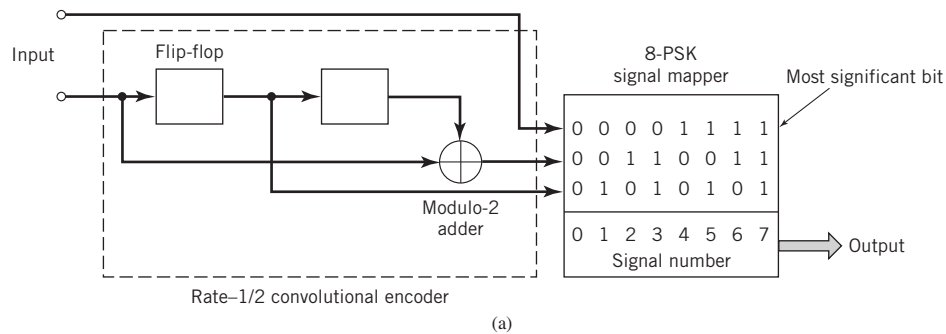 Input
Flip-flop
8-PSK
signal mapper
Most significant bit
0 0 0 0 1 1 1 1
0 0 1 1 0 0 1 1
0 1 0 1 0 1 0 1
Modulo-2
adder
0 1 2 3 4 5 6 7
Signal number
Output
Rate–1/2 convolutional encoder
(a)